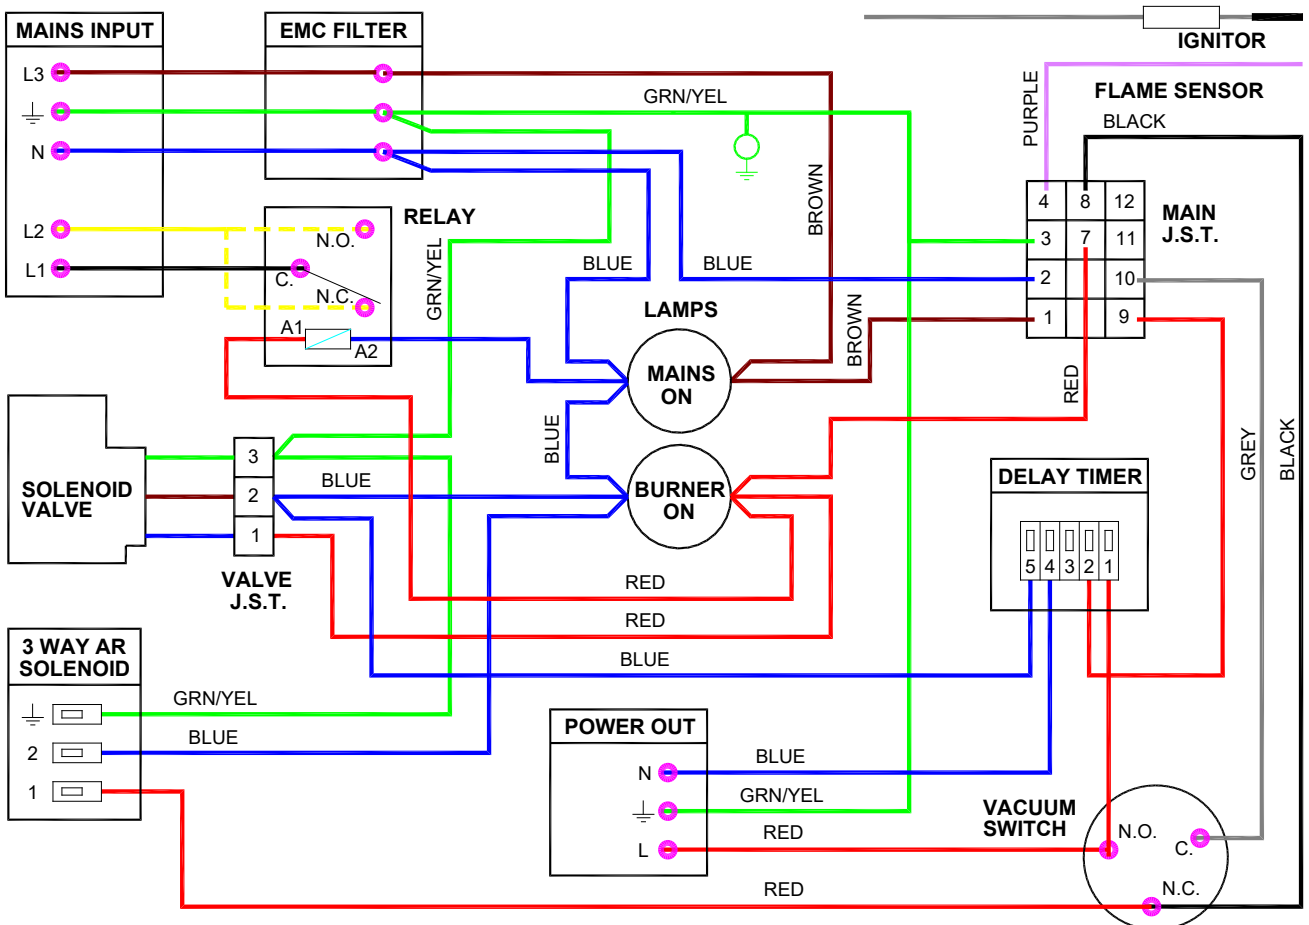 MAINS INPUT
L3
N
L2
L1
EMC FILTER
RELAY
N.O.
C.
N.C.
A1
A2
GRN/YEL
GRN/YEL
BLUE
BLUE
BROWN
BROWN
LAMPS
MAINS
ON
BLUE
BURNER
ON
IGNITOR
FLAME SENSOR
PURPLE
BLACK
4 8 12
3 7 11
2 10
1 9
MAIN
J.S.T.
RED
GREY
BLACK
SOLENOID
VALVE
3
2
1
VALVE
J.S.T.
BLUE
RED
RED
BLUE
DELAY TIMER
5 4 3 2 1
3 WAY AR
SOLENOID
2
1
GRN/YEL
BLUE
POWER OUT
N
L
BLUE
GRN/YEL
RED
RED
VACUUM
SWITCH
N.O.
C.
N.C.